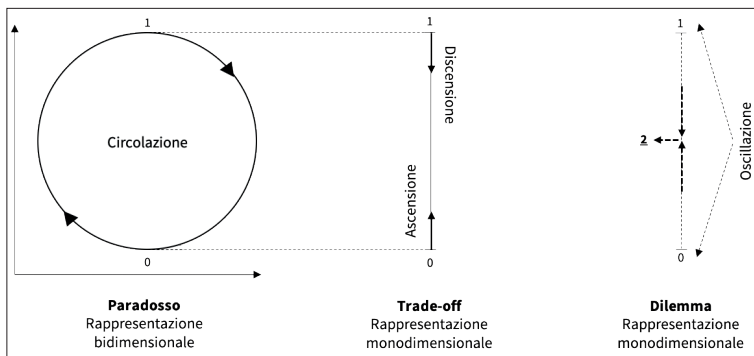 1
1
1
Circolazione
Discensione
Ascensione
2
Oscillazione
0
0
0
Paradosso
Rappresentazione
bidimensionale
Trade-off
Rappresentazione
monodimensionale
Dilemma
Rappresentazione
monodimensionale